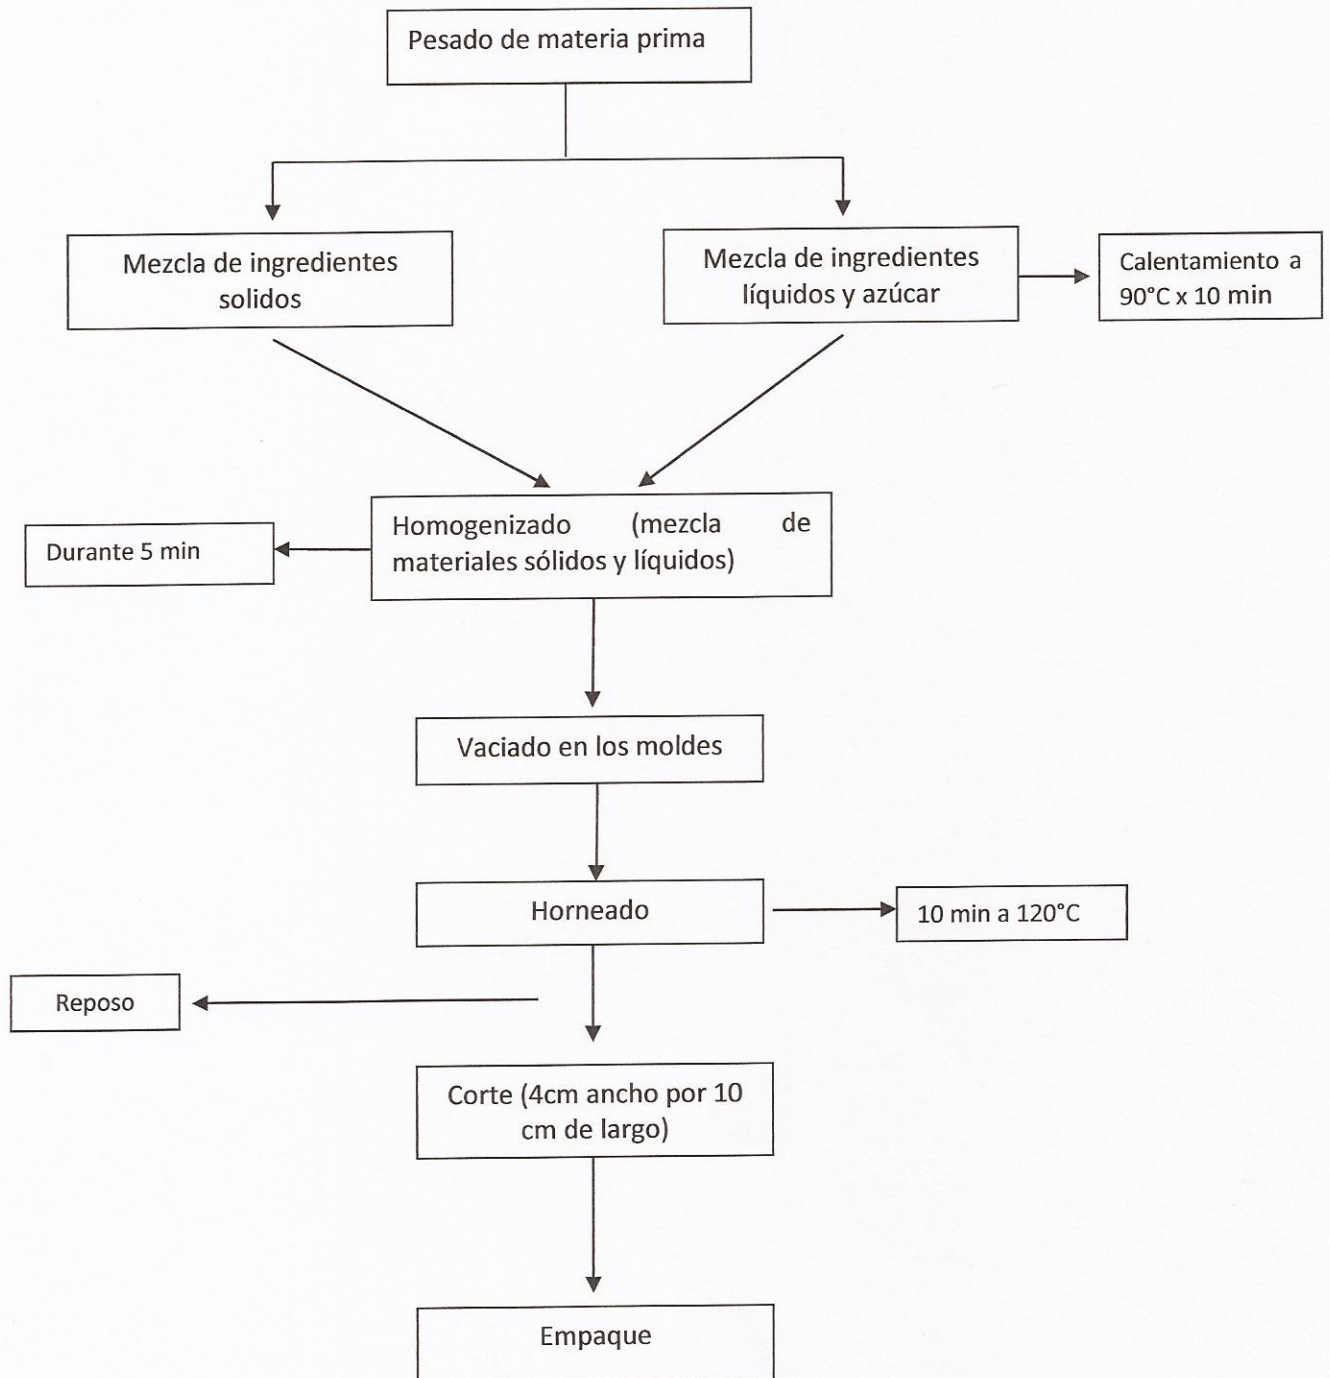 Pesado de materia prima
Mezcla de ingredientes
solidos
Mezcla de ingredientes
líquidos y azúcar
Calentamiento a
90°C x 10 min
Homogenizado (mezcla de
materiales sólidos y líquidos)
Durante 5 min
Vaciado en los moldes
Horneado
10 min a 120°C
Reposo
Corte (4cm ancho por 10
cm de largo)
Empaque